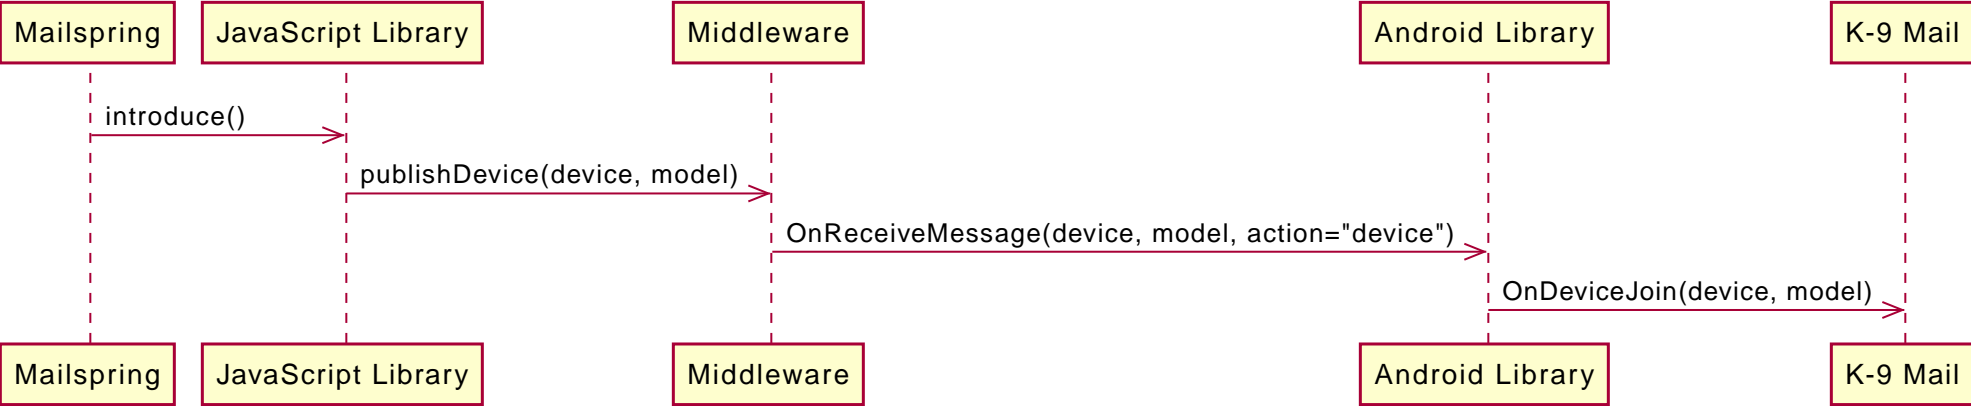 Mailspring JavaScript Library Middleware Android Library K-9 Mail
introduce()
publishDevice(device, model)
OnReceiveMessage(device, model, action="device")
OnDeviceJoin(device, model)
Mailspring JavaScript Library Middleware Android Library K-9 Mail